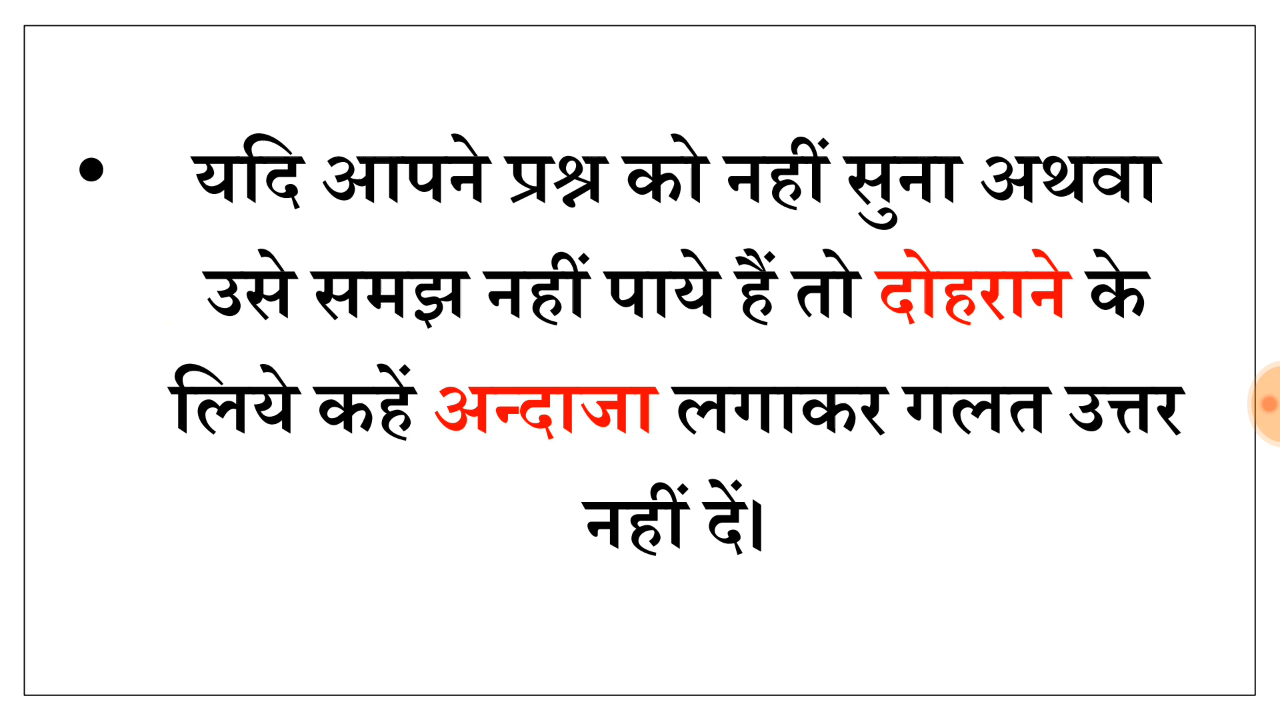 • यदि आपने प्रश्न को नहीं सुना अथवा
उसे समझ नहीं पाये हैं तो दोहराने के
लिये कहें अन्दाजा लगाकर गलत उत्तर
नहीं दें।